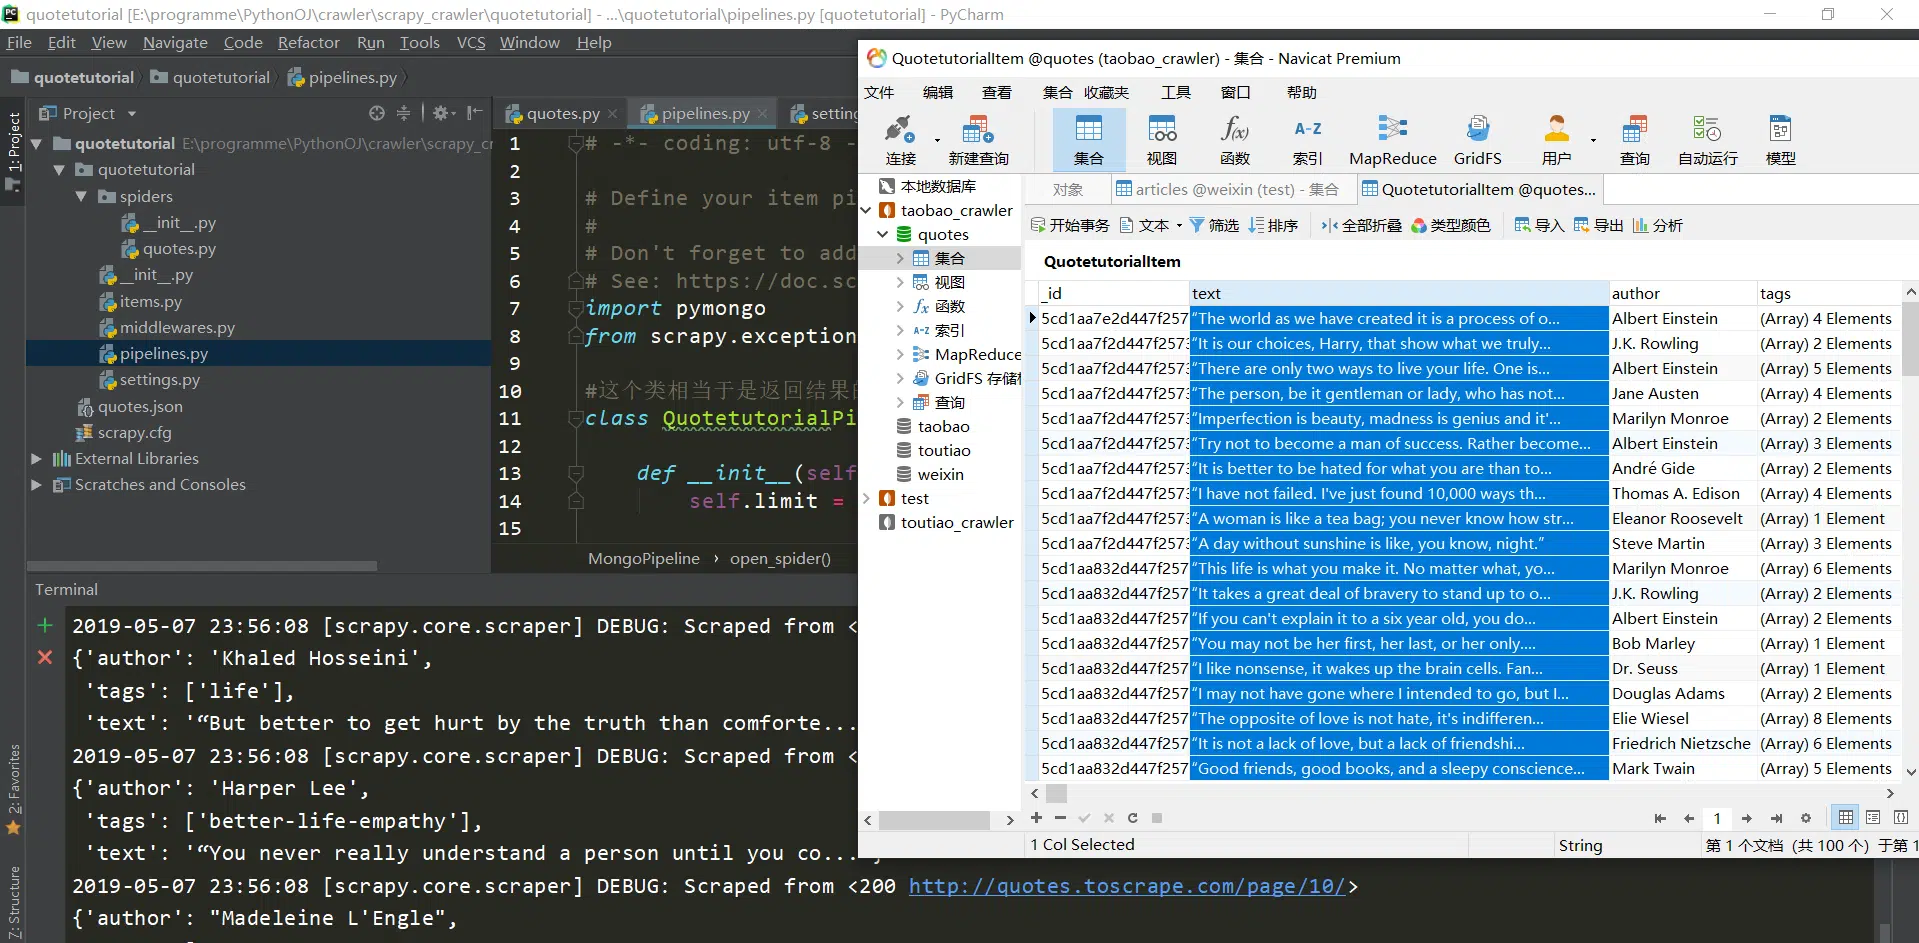 quotetutorial [E:\programme\PythonOJ\crawler\scrapy_crawler\quotetutorial] - ...\quotetutorial\pipelines.py [quotetutorial] - PyCharm
File Edit View Navigate Code Refactor Run Tools VCS Window Help
quotetutorial quotetutorial pipelines.py
1: Project
2: Favorites
Z: Structure
Project
quotetutorial E:\programme\PythonOJ\crawler\scrapy_cr
quotetutorial
spiders
__init__.py
quotes.py
__init__.py
items.py
middlewares.py
pipelines.py
settings.py
quotes.json
scrapy.cfg
External Libraries
Scratches and Consoles
quotes.py pipelines.py setting
1 # -*- coding: utf-8 -
2
3 # Define your item pi
4 #
5 # Don't forget to add
6 # See: https://doc.sc
7 import pymongo
8 from scrapy.exception
9
10 #这个类相当于是返回结果的
11 class QuotetutorialPi
12
13 def __init__(self
14 self.limit =
15
MongoPipeline › open_spider()
Terminal
2019-05-07 23:56:08 [scrapy.core.scraper] DEBUG: Scraped from <
{'author': 'Khaled Hosseini',
'tags': ['life'],
'text': '“But better to get hurt by the truth than comforte...
2019-05-07 23:56:08 [scrapy.core.scraper] DEBUG: Scraped from <
{'author': 'Harper Lee',
'tags': ['better-life-empathy'],
'text': '“You never really understand a person until you co...
2019-05-07 23:56:08 [scrapy.core.scraper] DEBUG: Scraped from <200 http://quotes.toscrape.com/page/10/>
{'author': "Madeleine L'Engle",
QuotetutorialItem @quotes (taobao_crawler) - 集合 - Navicat Premium
文件 编辑 查看 集合 收藏夹 工具 窗口 帮助
f(x) A-Z
连接 新建查询 集合 视图 函数 索引 MapReduce GridFS 用户 查询 自动运行 模型
本地数据库
taobao_crawler
quotes
集合
视图
fx 函数
A-Z 索引
MapReduce
GridFS 存储
查询
taobao
toutiao
weixin
test
toutiao_crawler
对象 articles @weixin (test) - 集合 QuotetutorialItem @quotes...
开始事务 文本 筛选 排序 全部折叠 类型颜色 导入 导出 分析
QuotetutorialItem
_id text author tags
5cd1aa7e2d447f257 “The world as we have created it is a process of o... Albert Einstein (Array) 4 Elements
5cd1aa7f2d447f2573 “It is our choices, Harry, that show what we truly... J.K. Rowling (Array) 2 Elements
5cd1aa7f2d447f2573 “There are only two ways to live your life. One is... Albert Einstein (Array) 5 Elements
5cd1aa7f2d447f2573 “The person, be it gentleman or lady, who has not... Jane Austen (Array) 4 Elements
5cd1aa7f2d447f2573 “Imperfection is beauty, madness is genius and it'... Marilyn Monroe (Array) 2 Elements
5cd1aa7f2d447f2573 “Try not to become a man of success. Rather become... Albert Einstein (Array) 3 Elements
5cd1aa7f2d447f2573 “It is better to be hated for what you are than to... André Gide (Array) 2 Elements
5cd1aa7f2d447f2573 “I have not failed. I've just found 10,000 ways th... Thomas A. Edison (Array) 4 Elements
5cd1aa7f2d447f2573 “A woman is like a tea bag; you never know how str... Eleanor Roosevelt (Array) 1 Element
5cd1aa7f2d447f2573 “A day without sunshine is like, you know, night.” Steve Martin (Array) 3 Elements
5cd1aa832d447f257 “This life is what you make it. No matter what, yo... Marilyn Monroe (Array) 6 Elements
5cd1aa832d447f257 “It takes a great deal of bravery to stand up to o... J.K. Rowling (Array) 2 Elements
5cd1aa832d447f257 “If you can't explain it to a six year old, you do... Albert Einstein (Array) 2 Elements
5cd1aa832d447f257 “You may not be her first, her last, or her only.... Bob Marley (Array) 1 Element
5cd1aa832d447f257 “I like nonsense, it wakes up the brain cells. Fan... Dr. Seuss (Array) 1 Element
5cd1aa832d447f257 “I may not have gone where I intended to go, but I... Douglas Adams (Array) 2 Elements
5cd1aa832d447f257 “The opposite of love is not hate, it's indifferen... Elie Wiesel (Array) 8 Elements
5cd1aa832d447f257 “It is not a lack of love, but a lack of friendshi... Friedrich Nietzsche (Array) 6 Elements
5cd1aa832d447f257 “Good friends, good books, and a sleepy conscience... Mark Twain (Array) 5 Elements
1
1 Col Selected String 第 1 个文档 (共 100 个) 于第 1